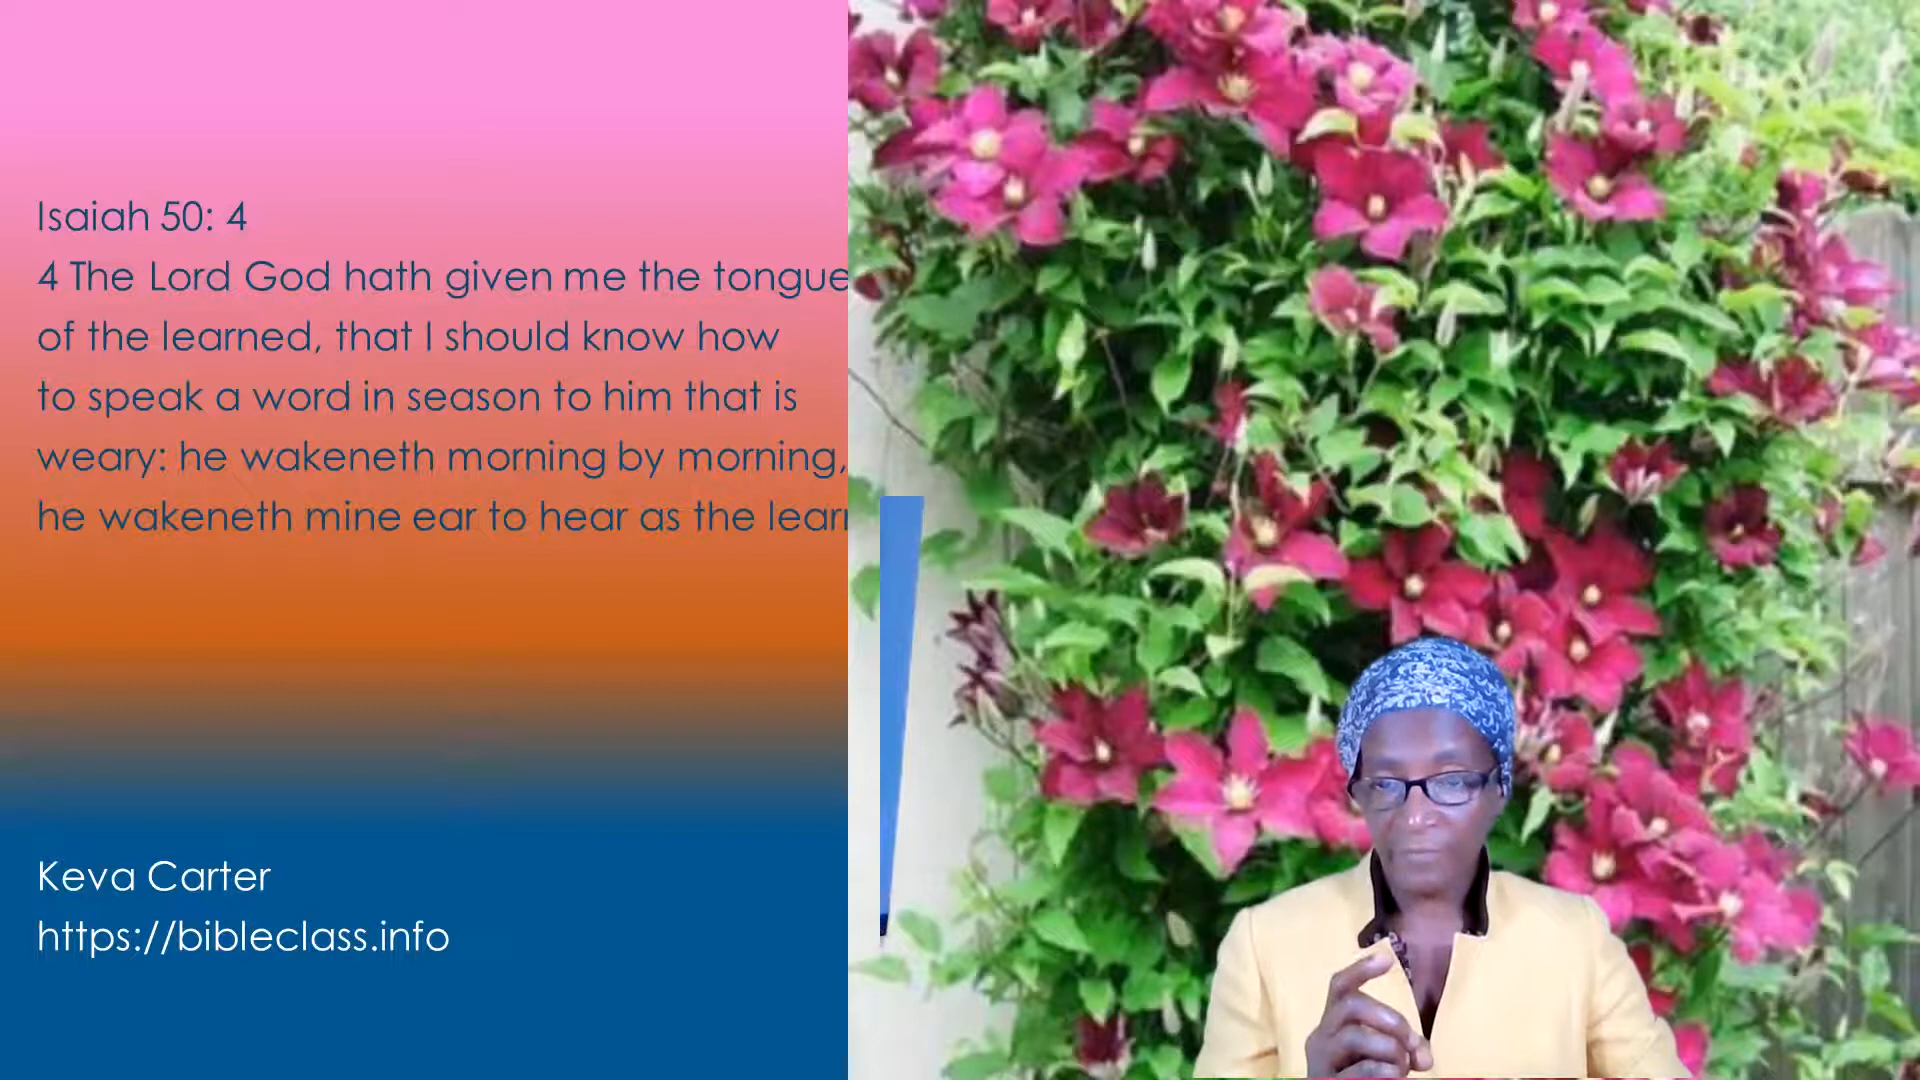 Isaiah 50: 4
4 The Lord God hath given me the tongue
of the learned, that I should know how
to speak a word in season to him that is
weary: he wakeneth morning by morning,
he wakeneth mine ear to hear as the
Keva Carter
https://bibleclass.info